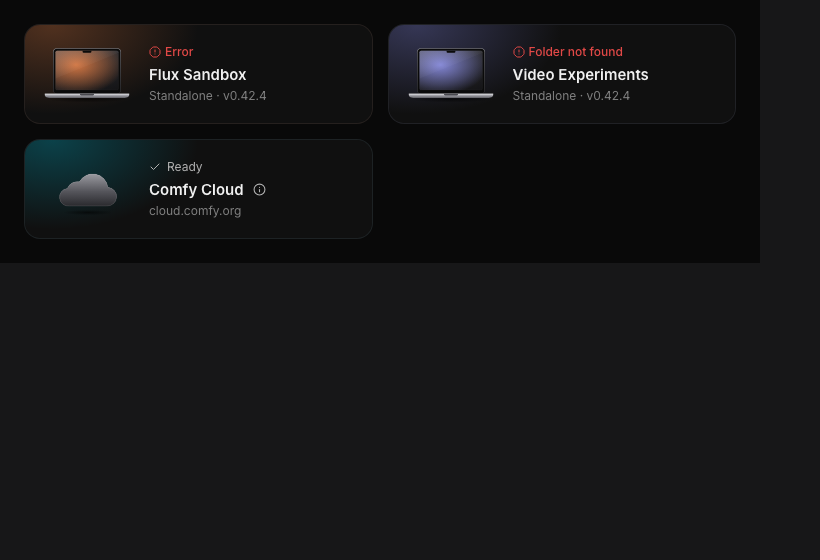 Error
Flux Sandbox
Standalone · v0.42.4
Folder not found
Video Experiments
Standalone · v0.42.4
Ready
Comfy Cloud
cloud.comfy.org